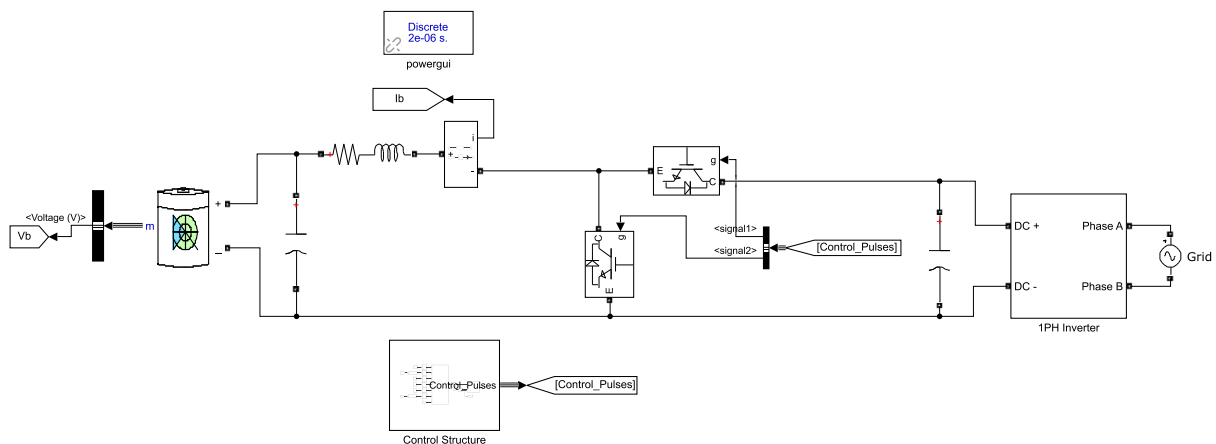 Discrete
2e-06 s.
powergui
Ib
i
+
-
E
g
C
<Voltage (V)>
Vb
m
+
_
C
g
E
<signal1>
<signal2>
[Control_Pulses]
DC +
DC -
Phase A
Phase B
Grid
1PH Inverter
Control_Pulses
[Control_Pulses]
Control Structure